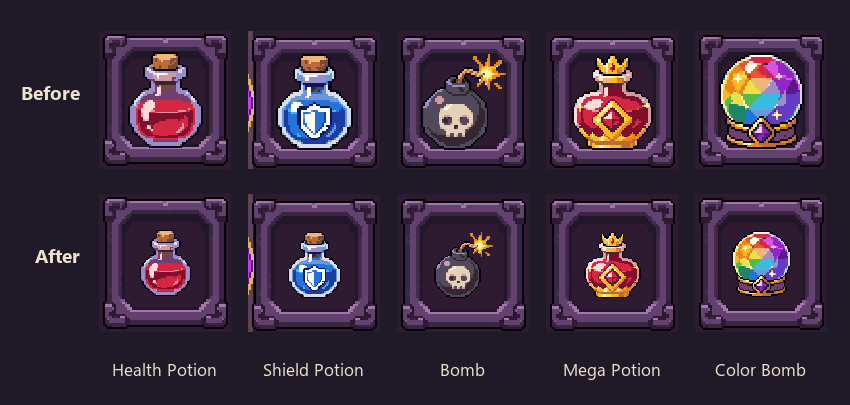 Before
After
Health Potion
Shield Potion
Bomb
Mega Potion
Color Bomb